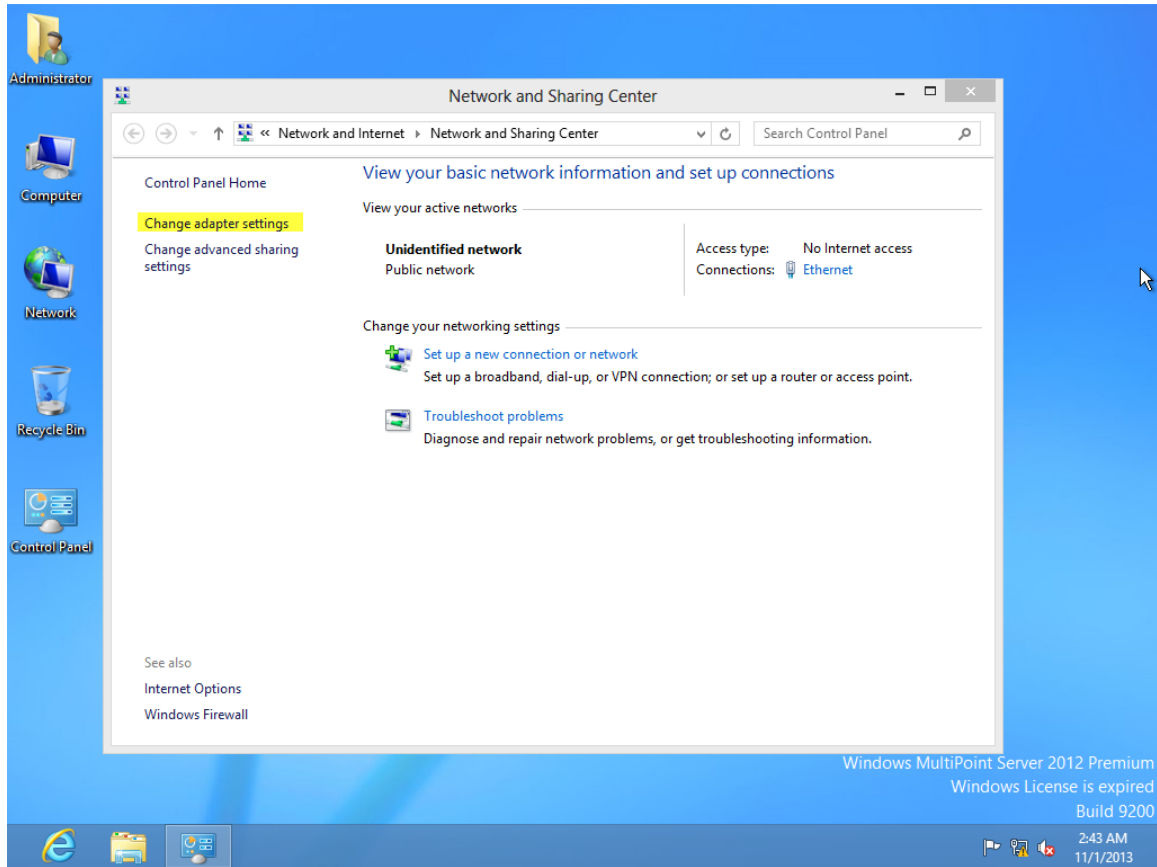 Administrator
Computer
Network
Recycle Bin
Control Panel
Network and Sharing Center
« Network and Internet Network and Sharing Center
Search Control Panel
Control Panel Home
Change adapter settings
Change advanced sharing
settings
See also
Internet Options
Windows Firewall
View your basic network information and set up connections
View your active networks
Unidentified network
Public network
Access type: No Internet access
Connections: Ethernet
Change your networking settings
Set up a new connection or network
Set up a broadband, dial-up, or VPN connection; or set up a router or access point.
Troubleshoot problems
Diagnose and repair network problems, or get troubleshooting information.
Windows MultiPoint Server 2012 Premium
Windows License is expired
Build 9200
2:43 AM
11/1/2013